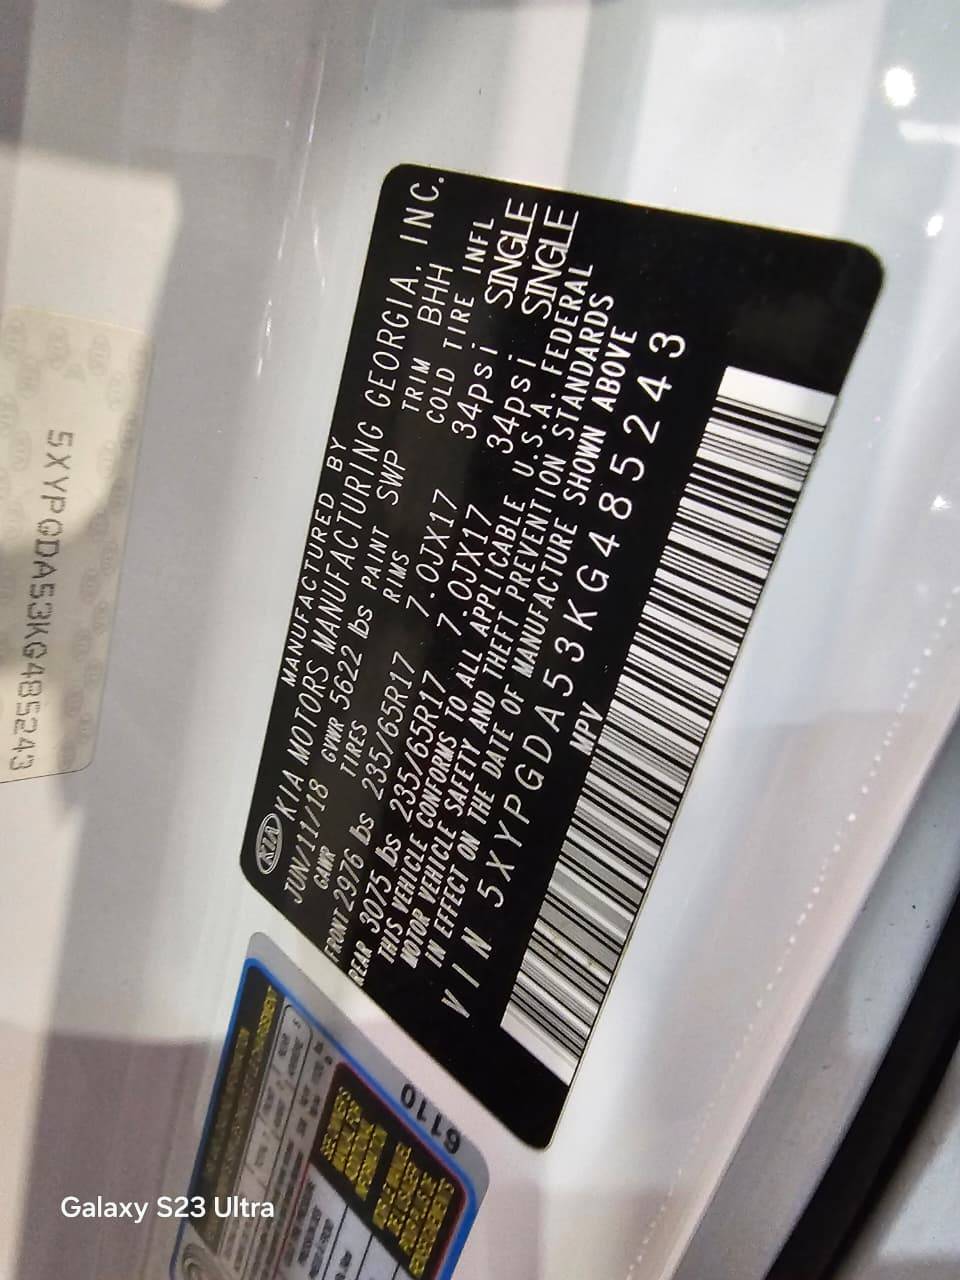 KIA
MANUFACTURED BY
KIA MOTORS MANUFACTURING GEORGIA, INC.
JUN/11/18 GVWR 5622 lbs PAINT SWP TRIM BHH
GAWR TIRES RIMS COLD TIRE INFL
FRONT 2976 lbs 235/65R17 7.0JX17 34psi SINGLE
REAR 3075 lbs 235/65R17 7.0JX17 34psi SINGLE
THIS VEHICLE CONFORMS TO ALL APPLICABLE U.S.A. FEDERAL
MOTOR VEHICLE SAFETY AND THEFT PREVENTION STANDARDS
IN EFFECT ON THE DATE OF MANUFACTURE SHOWN ABOVE
VIN 5XYPGDA53KG485243
MPV
5XYPGDA53KG485243
6110
Galaxy S23 Ultra